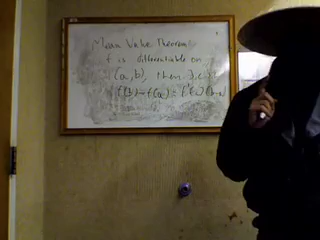 Mean Value Theorem
f is differentiable on
(a,b), then ∃ c
f(b)-f(a) = f'(c)(b-a)